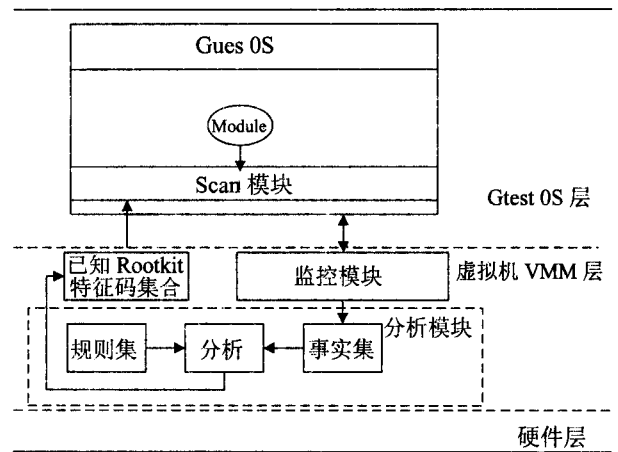 Gues 0S
Module
Scan 模块
Gtest 0S 层
已知 Rootkit
特征码集合
监控模块
虚拟机 VMM 层
分析模块
规则集
分析
事实集
硬件层